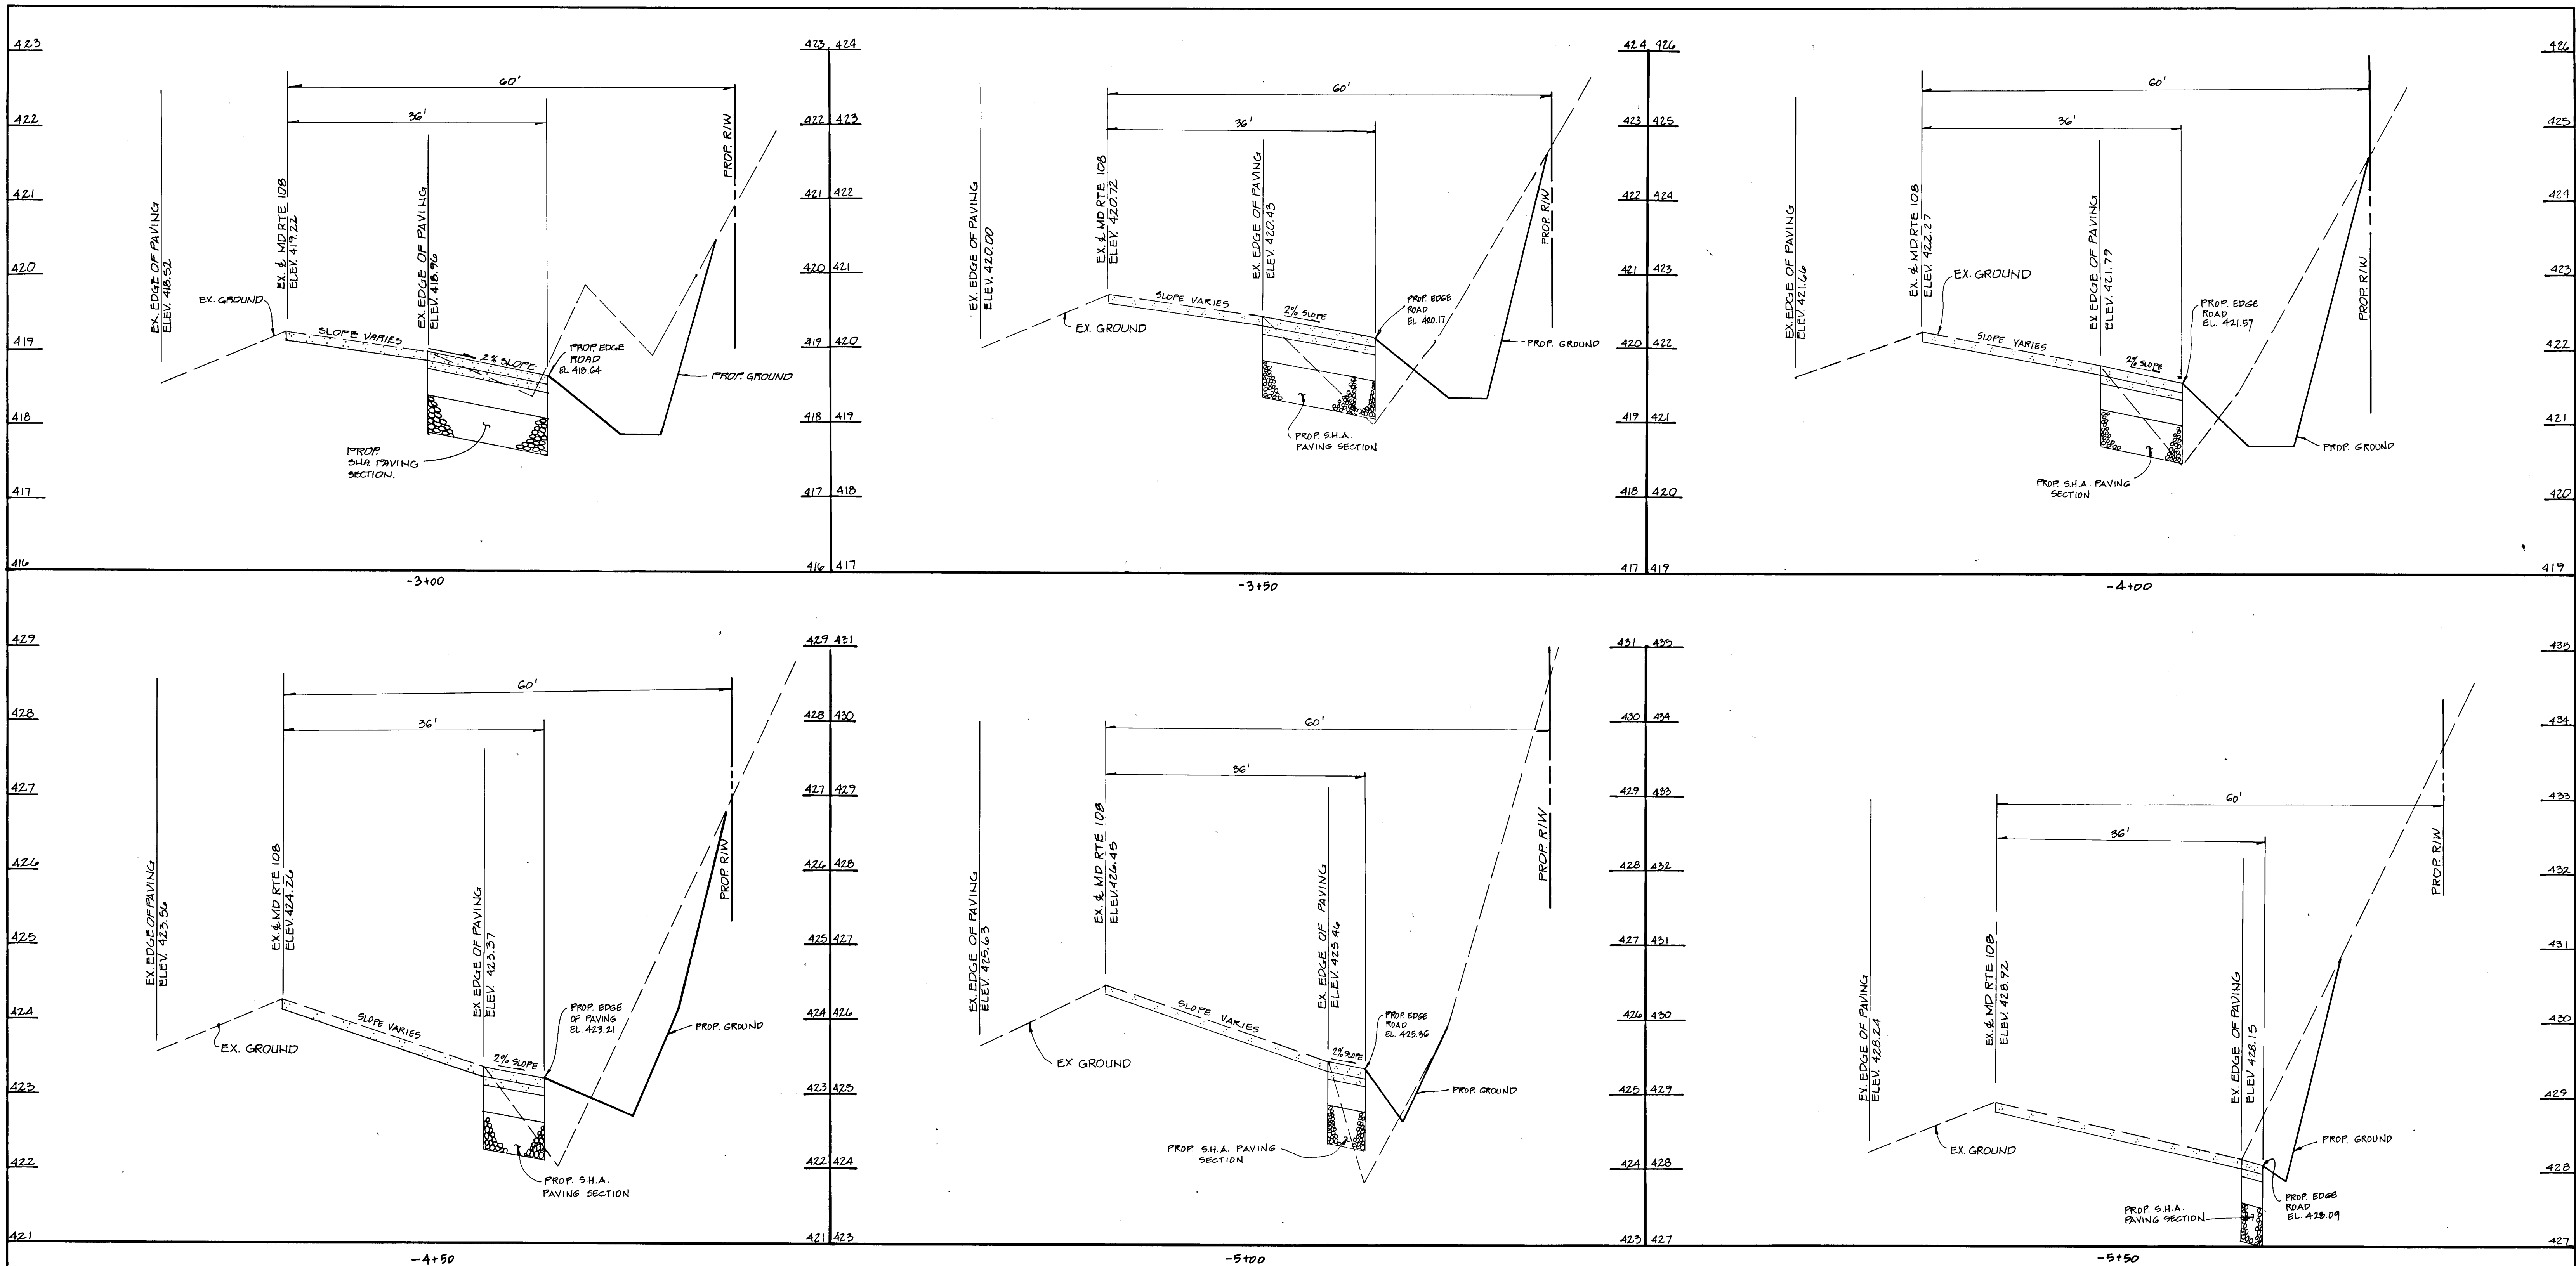 423
422
421
420
419
418
417
416
60'
36'
EX. EDGE OF PAVING
ELEV. 418.52
EX. ℄ MD RTE 108
ELEV. 419.22
EX. EDGE OF PAVING
ELEV. 418.96
PROP. R/W
EX. GROUND
SLOPE VARIES
2% SLOPE
PROP. EDGE
ROAD
EL 418.64
PROP. GROUND
PROP.
SHA PAVING
SECTION.
-3+00
423 424
422 423
421 422
420 421
419 420
418 419
417 418
416 417
60'
36'
EX. EDGE OF PAVING
ELEV. 420.00
EX. ℄ MD RTE 108
ELEV. 420.72
EX. EDGE OF PAVING
ELEV. 420.43
PROP. R/W
EX. GROUND
SLOPE VARIES
2% SLOPE
PROP. EDGE
ROAD
EL. 420.17
PROP. GROUND
PROP. S.H.A.
PAVING SECTION
-3+50
424 426
423 425
422 424
421 423
420 422
419 421
418 420
417 419
60'
36'
EX. EDGE OF PAVING
ELEV. 421.66
EX. ℄ MD RTE 108
ELEV. 422.27
EX. EDGE OF PAVING
ELEV. 421.79
PROP. R/W
EX. GROUND
SLOPE VARIES
2% SLOPE
PROP. EDGE
ROAD
EL. 421.57
PROP. GROUND
PROP. S.H.A. PAVING
SECTION
-4+00
426
425
424
423
422
421
420
419
429
428
427
426
425
424
423
422
421
60'
36'
EX. EDGE OF PAVING
ELEV. 423.56
EX. ℄ MD RTE 108
ELEV. 424.26
EX. EDGE OF PAVING
ELEV. 423.37
PROP. R/W
EX. GROUND
SLOPE VARIES
2% SLOPE
PROP. EDGE
OF PAVING
EL. 423.21
PROP. GROUND
PROP. S.H.A.
PAVING SECTION
-4+50
429 431
428 430
427 429
426 428
425 427
424 426
423 425
422 424
421 423
60'
36'
EX. EDGE OF PAVING
ELEV. 425.63
EX. ℄ MD RTE 108
ELEV. 426.45
EX. EDGE OF PAVING
ELEV. 425.46
PROP. R/W
EX GROUND
SLOPE VARIES
2% SLOPE
PROP. EDGE
ROAD
EL. 425.36
PROP. GROUND
PROP. S.H.A. PAVING
SECTION
-5+00
431 435
430 434
429 433
428 432
427 431
426 430
425 429
424 428
423 427
60'
36'
EX. EDGE OF PAVING
ELEV. 428.24
EX. ℄ MD RTE 108
ELEV. 428.92
EX. EDGE OF PAVING
ELEV 428.15
PROP. R/W
EX. GROUND
PROP. GROUND
PROP. EDGE
ROAD
EL. 428.09
PROP. S.H.A.
PAVING SECTION
-5+50
435
434
433
432
431
430
429
428
427